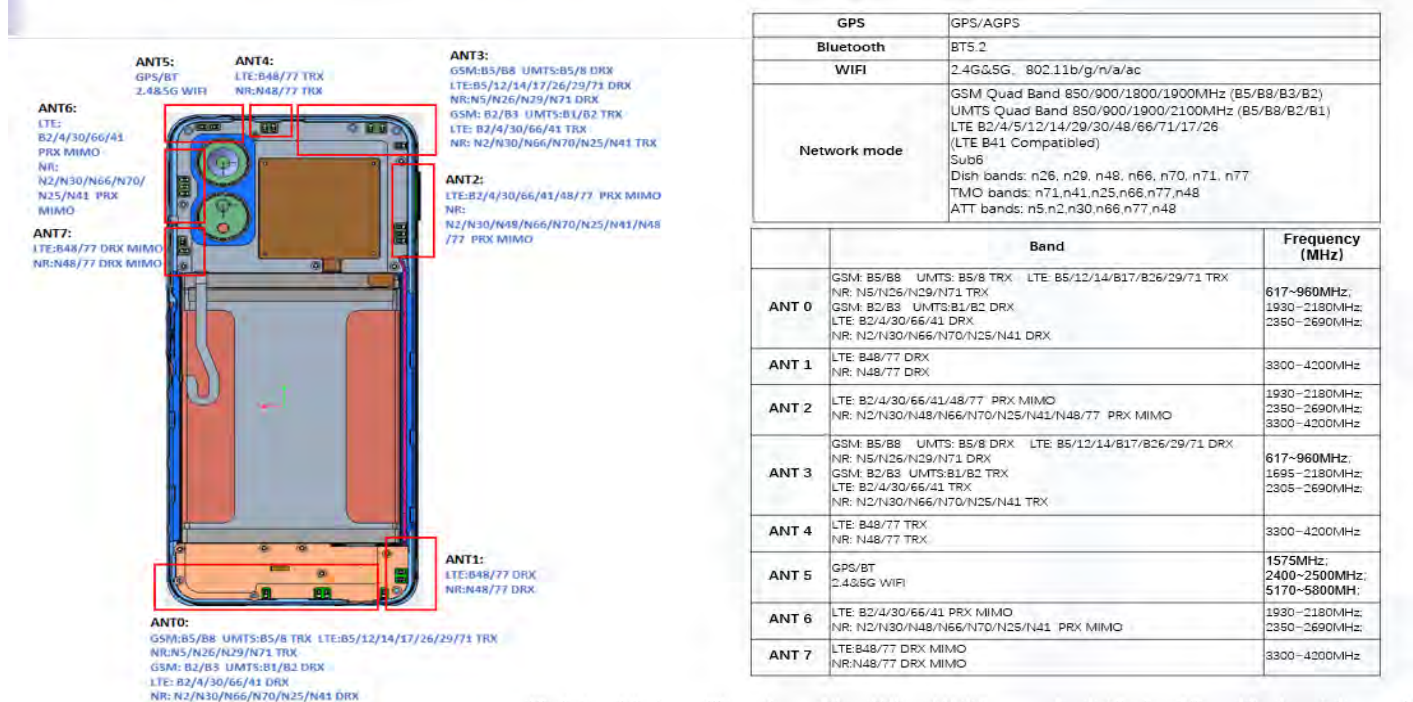 ANT5:
GPS/BT
2.4&5G WIFI
ANT4:
LTE:B48/77 TRX
NR:N48/77 TRX
ANT3:
GSM:B5/B8 UMTS:B5/8 DRX
LTE:B5/12/14/17/26/29/71 DRX
NR:N5/N26/N29/N71 DRX
GSM: B2/B3 UMTS:B1/B2 TRX
LTE: B2/4/30/66/41 TRX
NR: N2/N30/N66/N70/N25/N41 TRX
ANT6:
LTE:
B2/4/30/66/41
PRX MIMO
NR:
N2/N30/N66/N70/
N25/N41 PRX
MIMO
ANT2:
LTE:B2/4/30/66/41/48/77 PRX MIMO
NR:
N2/N30/N48/N66/N70/N25/N41/N48
/77 PRX MIMO
ANT7:
LTE:B48/77 DRX MIMO
NR:N48/77 DRX MIMO
ANT1:
LTE:B48/77 DRX
NR:N48/77 DRX
ANT0:
GSM:B5/B8 UMTS:B5/8 TRX LTE:B5/12/14/17/26/29/71 TRX
NR:N5/N26/N29/N71 TRX
GSM: B2/B3 UMTS:B1/B2 DRX
LTE: B2/4/30/66/41 DRX
NR: N2/N30/N66/N70/N25/N41 DRX
GPS GPS/AGPS
Bluetooth BT5.2
WIFI 2.4G&5G, 802.11b/g/n/a/ac
Network mode
GSM Quad Band 850/900/1800/1900MHz (B5/B8/B3/B2)
UMTS Quad Band 850/900/1900/2100MHz (B5/B8/B2/B1)
LTE B2/4/5/12/14/29/30/48/66/71/17/26
(LTE B41 Compatibled)
Sub6
Dish bands: n26, n29, n48, n66, n70, n71, n77
TMO bands: n71,n41,n25,n66,n77,n48
ATT bands: n5,n2,n30,n66,n77,n48
Band Frequency (MHz)
ANT 0
GSM: B5/B8 UMTS: B5/8 TRX LTE: B5/12/14/B17/B26/29/71 TRX
NR: N5/N26/N29/N71 TRX
GSM: B2/B3 UMTS:B1/B2 DRX
LTE: B2/4/30/66/41 DRX
NR: N2/N30/N66/N70/N25/N41 DRX
617~960MHz;
1930~2180MHz;
2350~2690MHz;
ANT 1
LTE: B48/77 DRX
NR: N48/77 DRX
3300~4200MHz
ANT 2
LTE: B2/4/30/66/41/48/77 PRX MIMO
NR: N2/N30/N48/N66/N70/N25/N41/N48/77 PRX MIMO
1930~2180MHz;
2350~2690MHz;
3300~4200MHz
ANT 3
GSM: B5/B8 UMTS: B5/8 DRX LTE: B5/12/14/B17/B26/29/71 DRX
NR: N5/N26/N29/N71 DRX
GSM: B2/B3 UMTS:B1/B2 TRX
LTE: B2/4/30/66/41 TRX
NR: N2/N30/N66/N70/N25/N41 TRX
617~960MHz;
1695~2180MHz;
2305~2690MHz;
ANT 4
LTE: B48/77 TRX
NR: N48/77 TRX
3300~4200MHz
ANT 5
GPS/BT
2.4&5G WIFI
1575MHz;
2400~2500MHz;
5170~5800MH;
ANT 6
LTE: B2/4/30/66/41 PRX MIMO
NR: N2/N30/N48/N66/N70/N25/N41 PRX MIMO
1930~2180MHz;
2350~2690MHz;
ANT 7
LTE:B48/77 DRX MIMO
NR:N48/77 DRX MIMO
3300~4200MHz